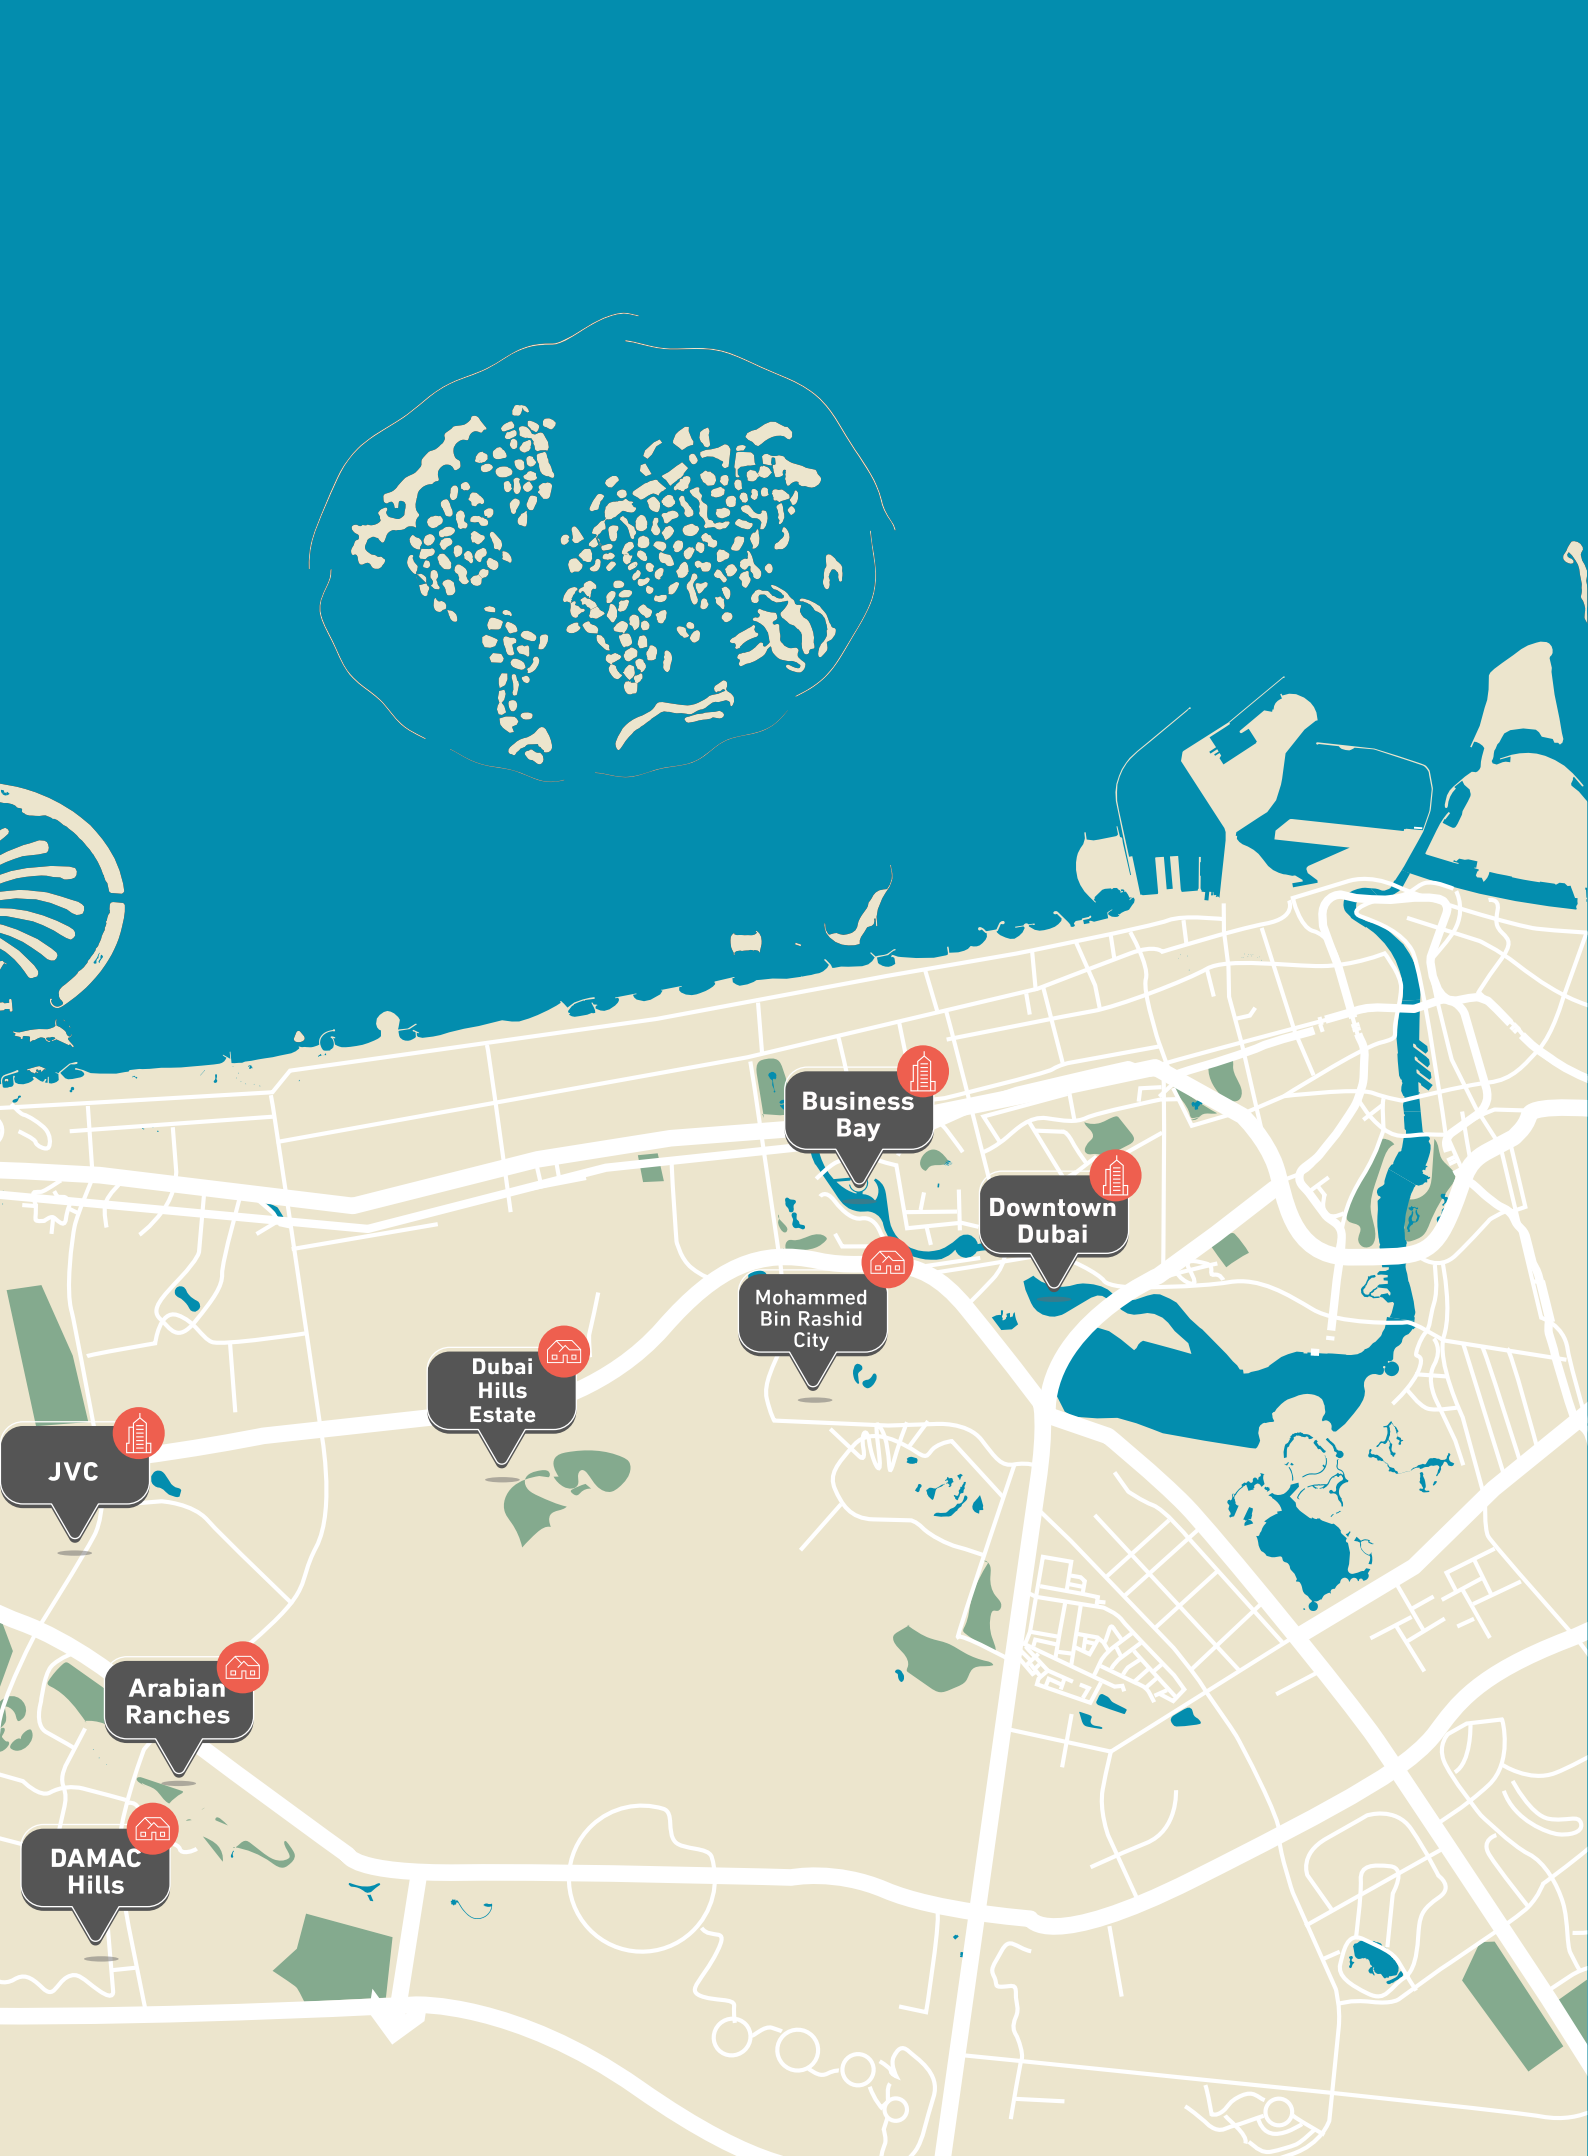 Business
Bay
Downtown
Dubai
Mohammed
Bin Rashid
City
Dubai
Hills
Estate
JVC
Arabian
Ranches
DAMAC
Hills